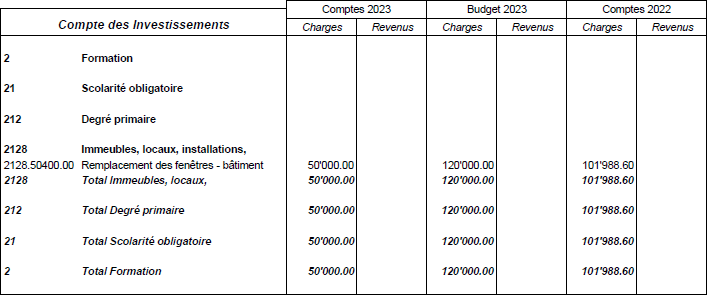 Comptes 2023 Budget 2023 Comptes 2022
Compte des Investissements Charges Revenus Charges Revenus Charges Revenus
2 Formation
21 Scolarité obligatoire
212 Degré primaire
2128 Immeubles, locaux, installations,
2128.50400.00 Remplacement des fenêtres - bâtiment 50'000.00 120'000.00 101'988.60
2128 Total Immeubles, locaux, 50'000.00 120'000.00 101'988.60
212 Total Degré primaire 50'000.00 120'000.00 101'988.60
21 Total Scolarité obligatoire 50'000.00 120'000.00 101'988.60
2 Total Formation 50'000.00 120'000.00 101'988.60